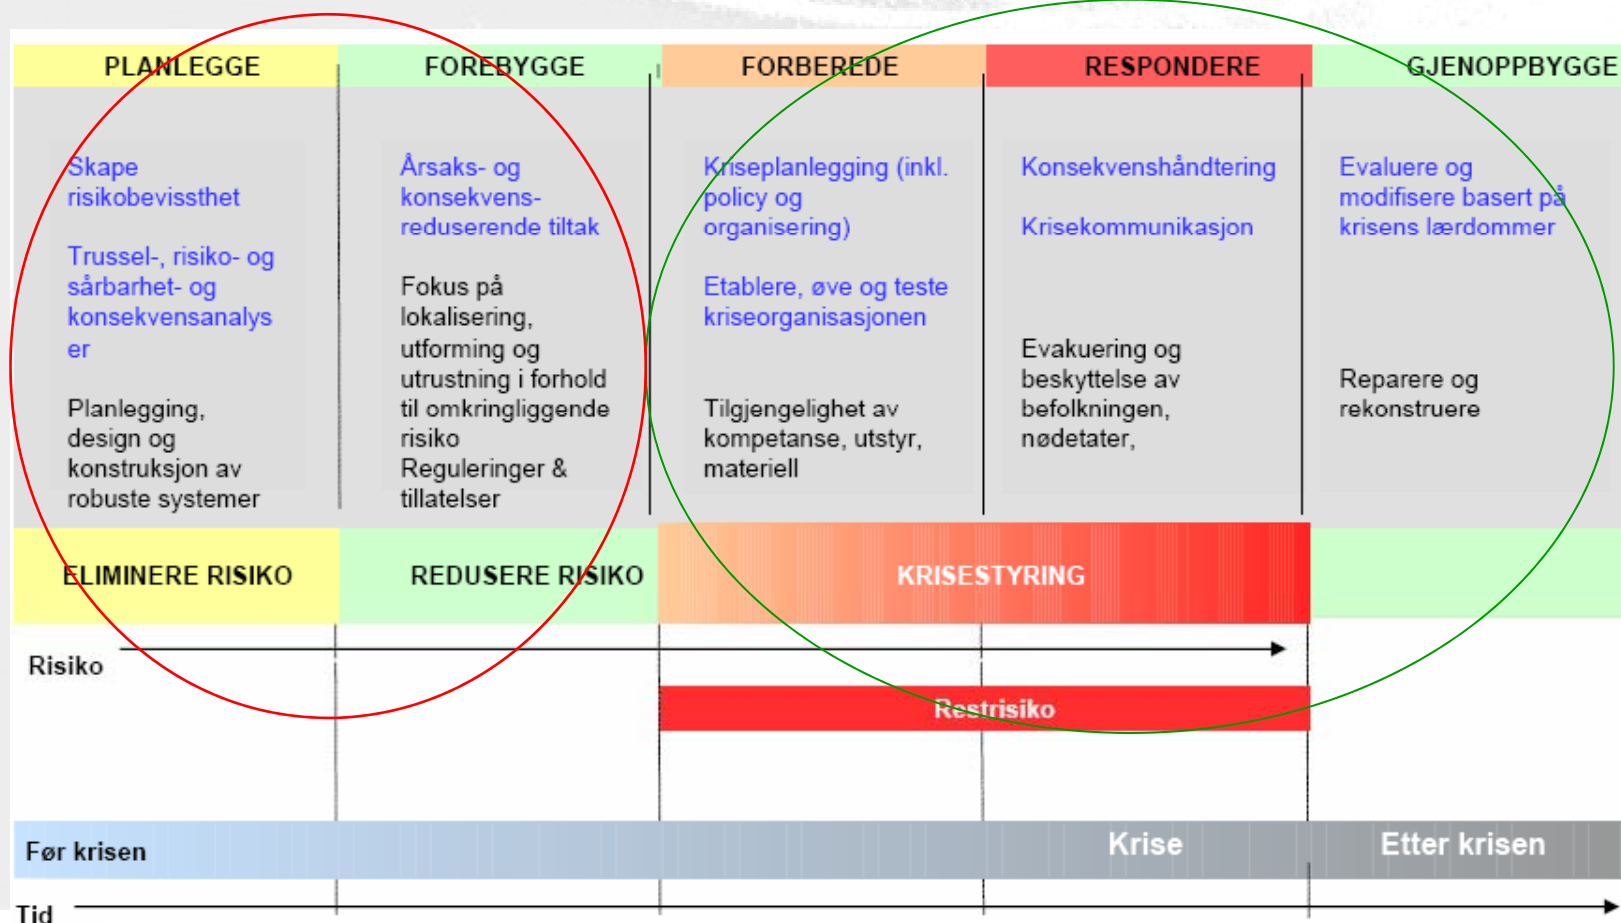 PLANLEGGE
FOREBYGGE
FORBEREDE
RESPONDERE
GJENOPPBYGGE
Skape
risikobevissthet
Trussel-, risiko- og
sårbarhet- og
konsekvensanalys
er
Planlegging,
design og
konstruksjon av
robuste systemer
Årsaks- og
konsekvens-
reduserende tiltak
Fokus på
lokalisering,
utforming og
utrustning i forhold
til omkringliggende
risiko
Reguleringer &
tillatelser
Kriseplanlegging (inkl.
policy og
organisering)
Etablere, øve og teste
kriseorganisasjonen
Tilgjengelighet av
kompetanse, utstyr,
materiell
Konsekvenshåndtering
Krisekommunikasjon
Evakuering og
beskyttelse av
befolkningen,
nødetater,
Evaluere og
modifisere basert på
krisens lærdommer
Reparere og
rekonstruere
ELIMINERE RISIKO
REDUSERE RISIKO
KRISESTYRING
Risiko
Restrisiko
Før krisen
Krise
Etter krisen
Tid